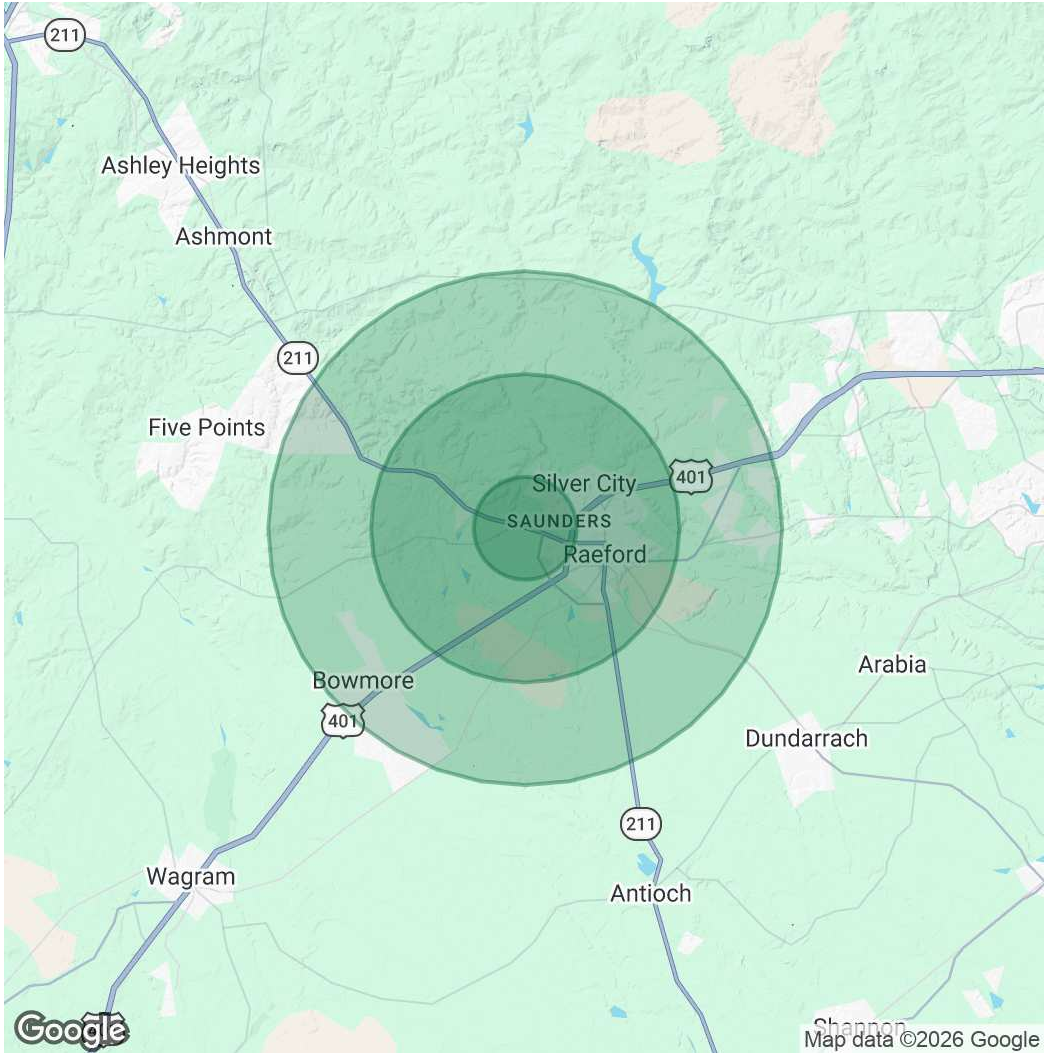 211
Ashley Heights
Ashmont
211
Five Points
Silver City
401
SAUNDERS
Raeford
Bowmore
401
Arabia
Dundarrach
211
Wagram
Antioch
Shannon
Google
Map data ©2026 Google